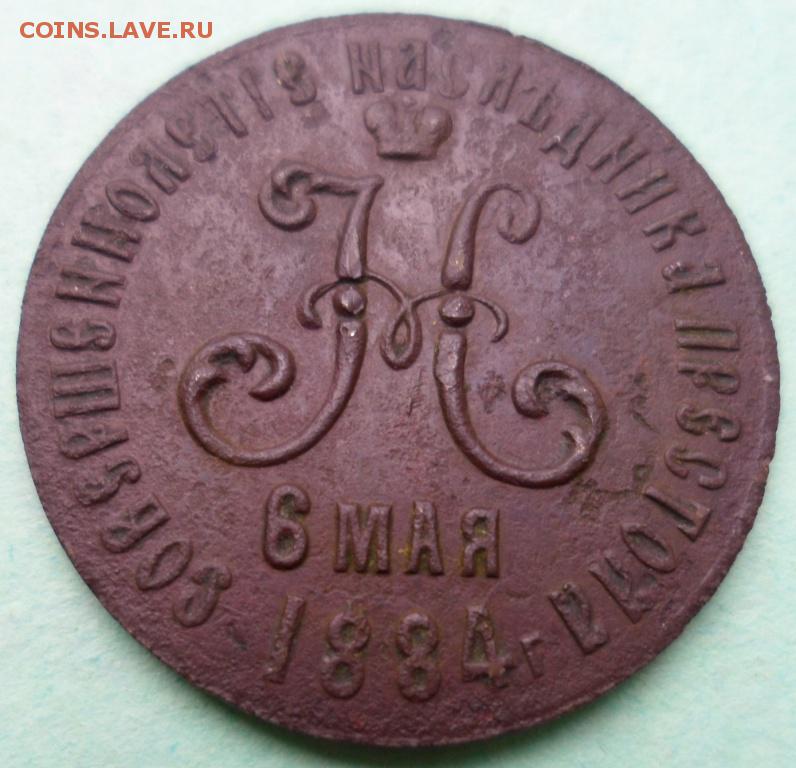 COINS.LAVE.RU
СОВЕРШЕННОЛѢТІЕ НАСЛѢДНИКА ПРЕСТОЛА
Н
6 МАЯ
1884 г